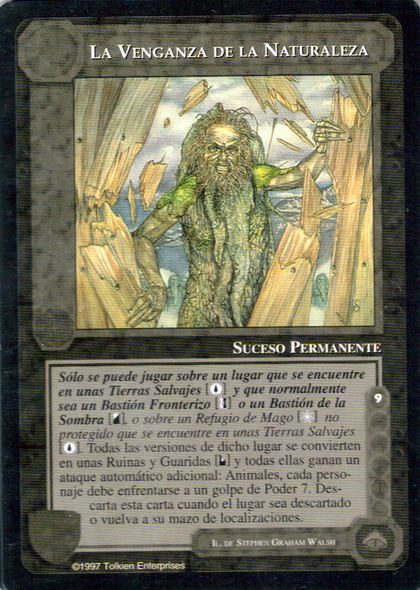 La Venganza de la Naturaleza
Suceso Permanente
Sólo se puede jugar sobre un lugar que se encuentre
en unas Tierras Salvajes [ ] y que normalmente
sea un Bastión Fronterizo [ ] o un Bastión de la
Sombra [ ], o sobre un Refugio de Mago [ ] no
protegido que se encuentre en unas Tierras Salvajes
[ ]. Todas las versiones de dicho lugar se convierten
en unas Ruinas y Guaridas [ ] y todas ellas ganan un
ataque automático adicional: Animales, cada perso-
naje debe enfrentarse a un golpe de Poder 7. Des-
carta esta carta cuando el lugar sea descartado
o vuelva a su mazo de localizaciones.
9
Il. de Stephen Graham Walsh
©1997 Tolkien Enterprises